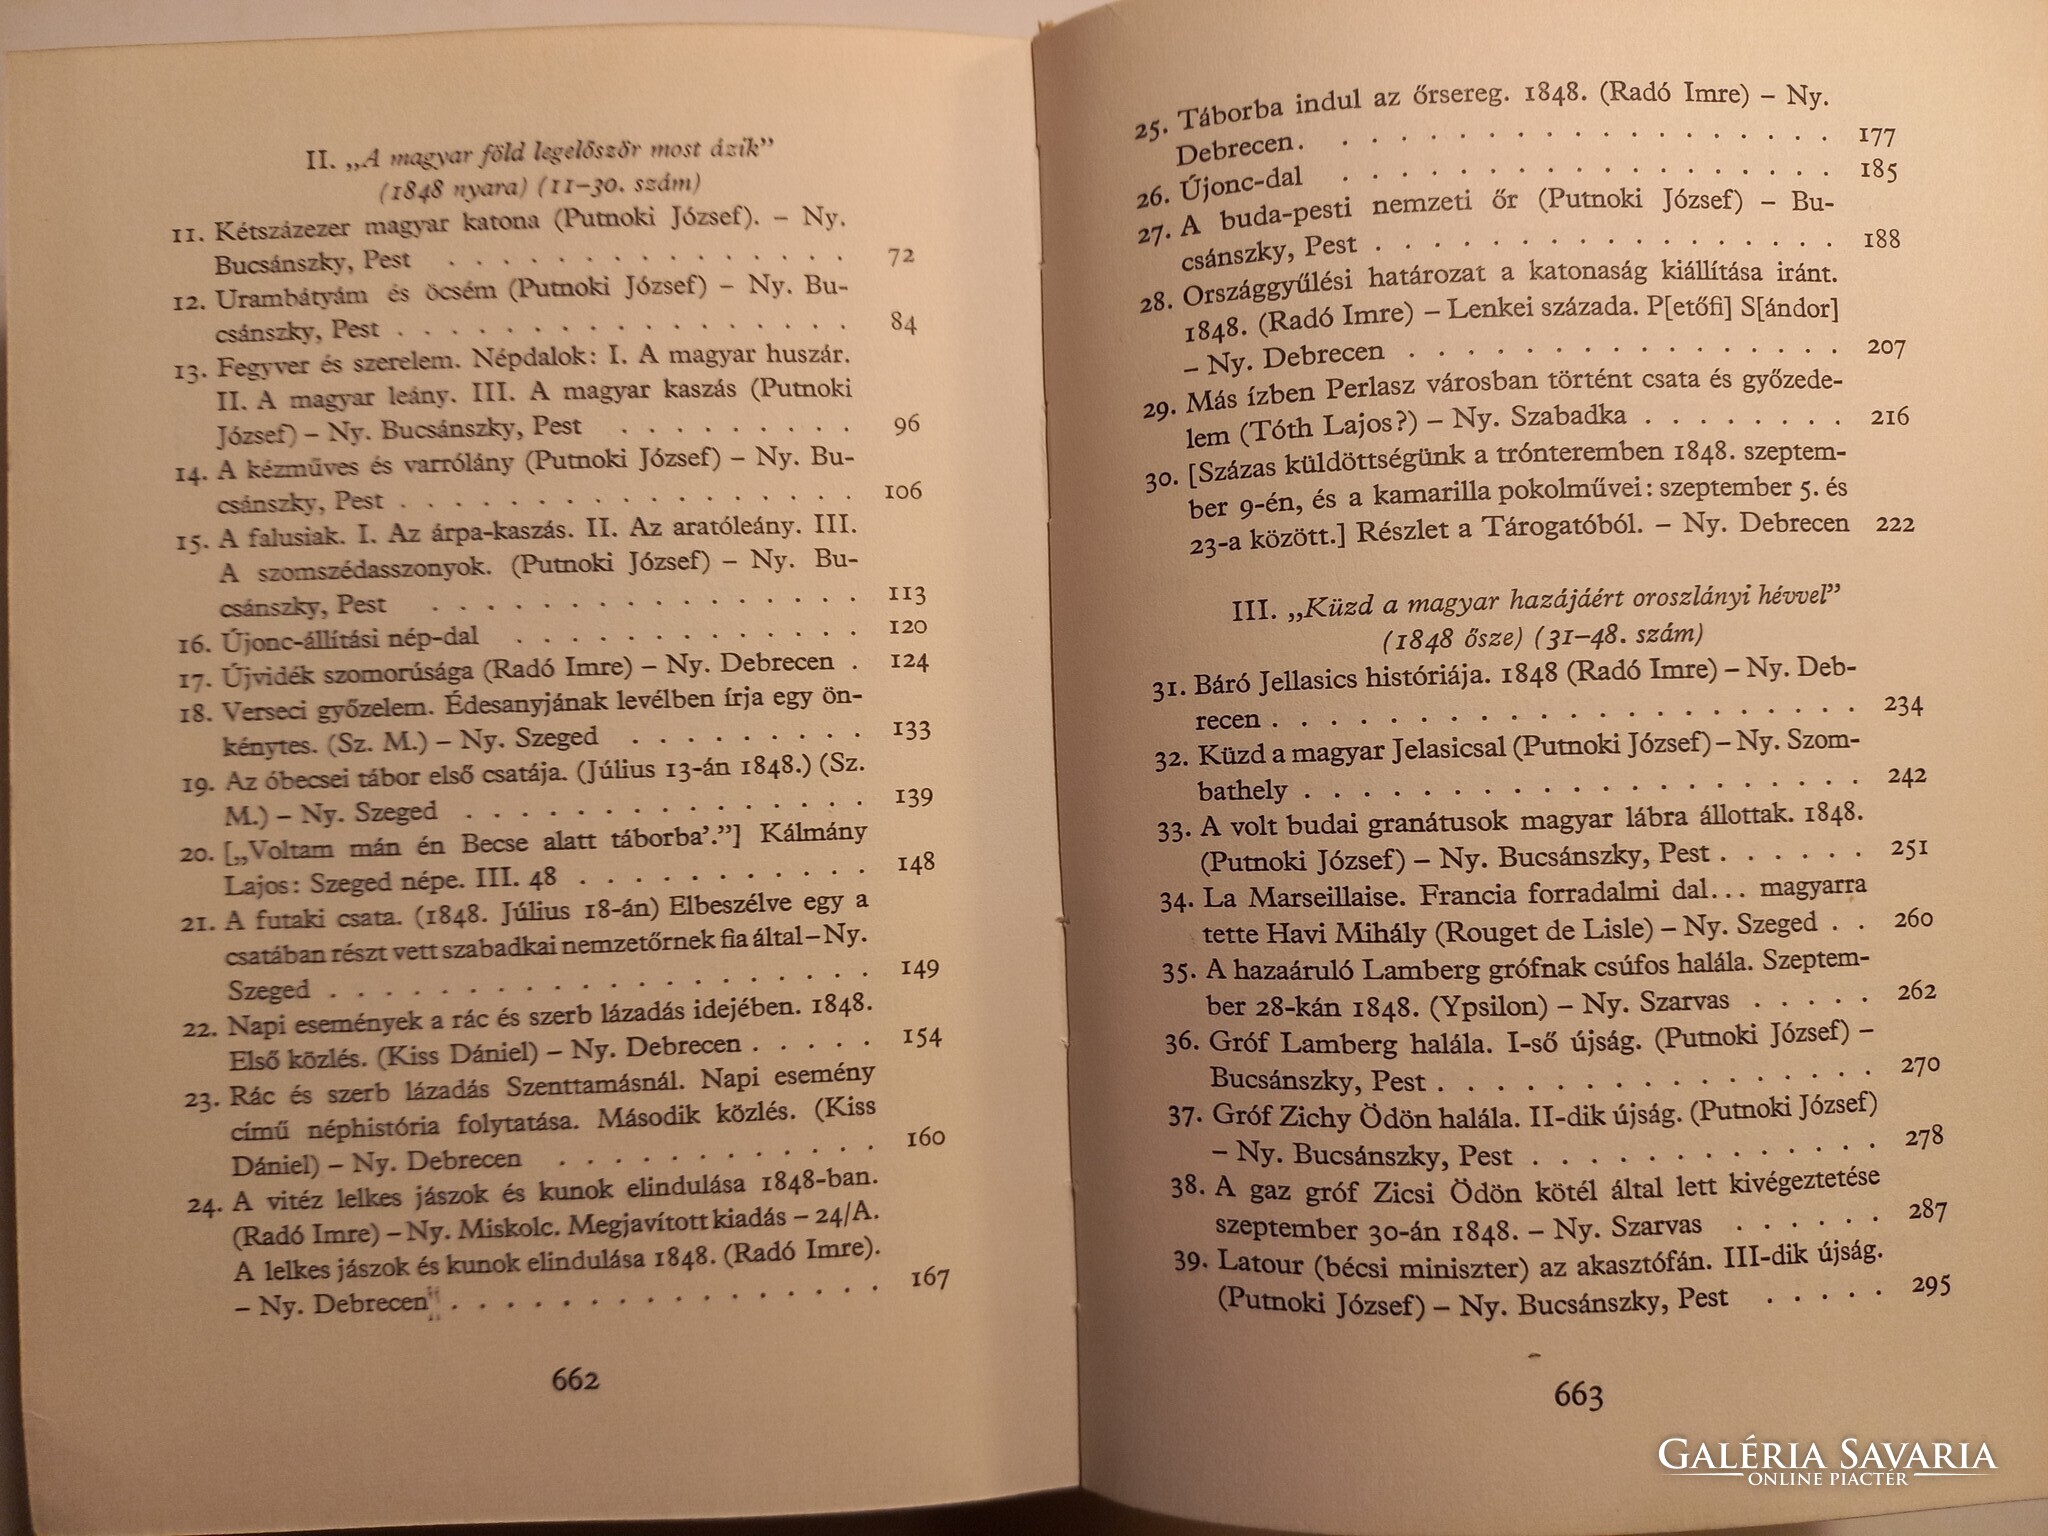 II. „A magyar föld legelőször most ázik”
(1848 nyara) (11–30. szám)
11. Kétszázezer magyar katona (Putnoki József). – Ny.
Bucsánszky, Pest . . . . . . . . . . . . . . . 72
12. Urambátyám és öcsém (Putnoki József) – Ny. Bu-
csánszky, Pest . . . . . . . . . . . . . . . . . 84
13. Fegyver és szerelem. Népdalok: I. A magyar huszár.
II. A magyar leány. III. A magyar kaszás (Putnoki
József) – Ny. Bucsánszky, Pest . . . . . . . . . 96
14. A kézműves és varrólány (Putnoki József) – Ny. Bu-
csánszky, Pest . . . . . . . . . . . . . . . . . 106
15. A falusiak. I. Az árpa-kaszás. II. Az aratóleány. III.
A szomszédasszonyok. (Putnoki József) – Ny. Bu-
csánszky, Pest . . . . . . . . . . . . . . . . 113
16. Újonc-állítási nép-dal . . . . . . . . . . . . . 120
17. Újvidék szomorúsága (Radó Imre) – Ny. Debrecen . 124
18. Verseci győzelem. Édesanyjának levélben írja egy ön-
kénytes. (Sz. M.) – Ny. Szeged . . . . . . . . . 133
19. Az óbecsei tábor első csatája. (Július 13-án 1848.) (Sz.
M.) – Ny. Szeged . . . . . . . . . . . . . . . 139
20. [„Voltam mán én Becse alatt táborba’.”] Kálmány
Lajos: Szeged népe. III. 48 . . . . . . . . . . . 148
21. A futaki csata. (1848. Július 18-án) Elbeszélve egy a
csatában részt vett szabadkai nemzetőrnek fia által – Ny.
Szeged . . . . . . . . . . . . . . . . . . . . 149
22. Napi események a rác és szerb lázadás idejében. 1848.
Első közlés. (Kiss Dániel) – Ny. Debrecen . . . . . 154
23. Rác és szerb lázadás Szenttamásnál. Napi esemény
című néphistória folytatása. Második közlés. (Kiss
Dániel) – Ny. Debrecen . . . . . . . . . . . . 160
24. A vitéz lelkes jászok és kunok elindulása 1848-ban.
(Radó Imre) – Ny. Miskolc. Megjavított kiadás – 24/A.
A lelkes jászok és kunok elindulása 1848. (Radó Imre).
– Ny. Debrecen . . . . . . . . . . . . . . . . 167
662
25. Táborba indul az őrsereg. 1848. (Radó Imre) – Ny.
Debrecen. . . . . . . . . . . . . . . . . . . . 177
26. Újonc-dal . . . . . . . . . . . . . . . . . . 185
27. A buda-pesti nemzeti őr (Putnoki József) – Bu-
csánszky, Pest . . . . . . . . . . . . . . . . . 188
28. Országgyűlési határozat a katonaság kiállítása iránt.
1848. (Radó Imre) – Lenkei százada. P[etőfi] S[ándor]
– Ny. Debrecen . . . . . . . . . . . . . . . . 207
29. Más ízben Perlasz városban történt csata és győzede-
lem (Tóth Lajos?) – Ny. Szabadka . . . . . . . . 216
30. [Százas küldöttségünk a trónteremben 1848. szeptem-
ber 9-én, és a kamarilla pokolművei: szeptember 5. és
23-a között.] Részlet a Tárogatóból. – Ny. Debrecen 222
III. „Küzd a magyar hazájáért oroszlányi hévvel”
(1848 ősze) (31–48. szám)
31. Báró Jellasics históriája. 1848 (Radó Imre) – Ny. Deb-
recen . . . . . . . . . . . . . . . . . . . . . 234
32. Küzd a magyar Jelasicsal (Putnoki József) – Ny. Szom-
bathely . . . . . . . . . . . . . . . . . . . . 242
33. A volt budai granátusok magyar lábra állottak. 1848.
(Putnoki József) – Ny. Bucsánszky, Pest . . . . . . 251
34. La Marseillaise. Francia forradalmi dal... magyarra
tette Havi Mihály (Rouget de Lisle) – Ny. Szeged . . 260
35. A hazaáruló Lamberg grófnak csúfos halála. Szeptem-
ber 28-kán 1848. (Ypsilon) – Ny. Szarvas . . . . . 262
36. Gróf Lamberg halála. I-ső újság. (Putnoki József) –
Bucsánszky, Pest . . . . . . . . . . . . . . . . 270
37. Gróf Zichy Ödön halála. II-dik újság. (Putnoki József)
– Ny. Bucsánszky, Pest . . . . . . . . . . . . . 278
38. A gaz gróf Zicsi Ödön kötél által lett kivégeztetése
szeptember 30-án 1848. – Ny. Szarvas . . . . . . 287
39. Latour (bécsi miniszter) az akasztófán. III-dik újság.
(Putnoki József) – Ny. Bucsánszky, Pest . . . . . 295
663
GALÉRIA SAVARIA
ONLINE PIACTÉR